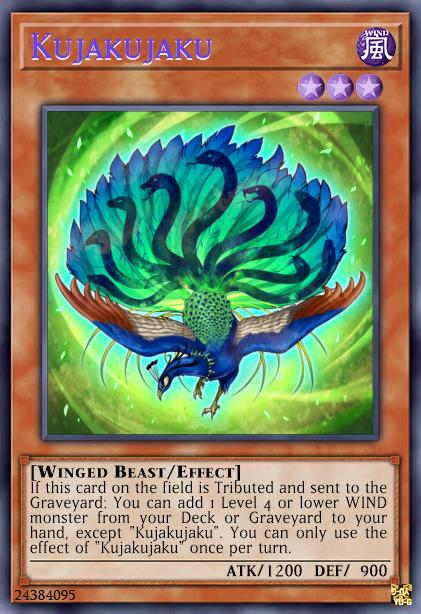 Kujakujaku
WIND
風
[Winged Beast/Effect]
If this card on the field is Tributed and sent to the
Graveyard: You can add 1 Level 4 or lower WIND
monster from your Deck or Graveyard to your
hand, except "Kujakujaku". You can only use the
effect of "Kujakujaku" once per turn.
ATK/1200 DEF/ 900
24384095